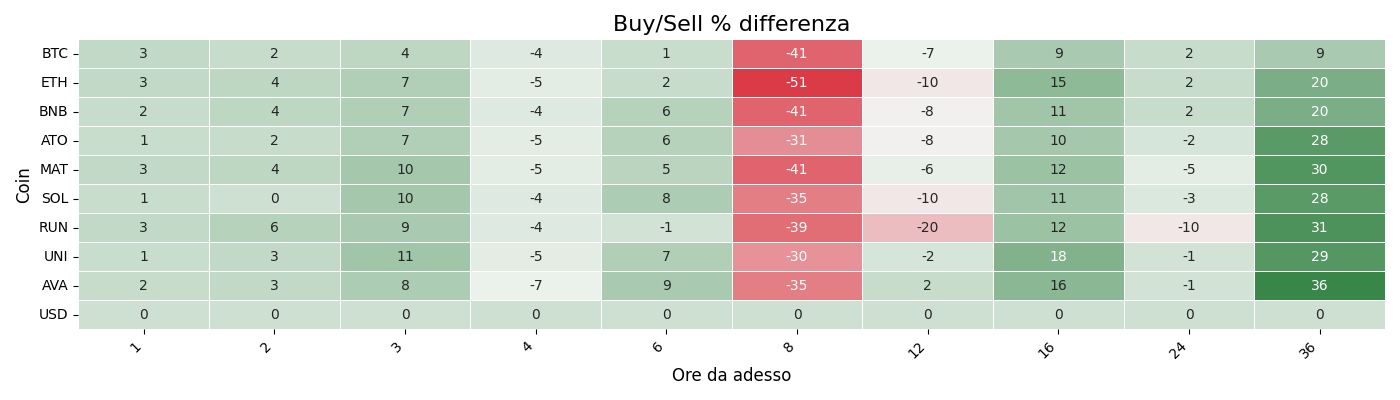 Buy/Sell % differenza
Coin
BTC 3 2 4 -4 1 -41 -7 9 2 9
ETH 3 4 7 -5 2 -51 -10 15 2 20
BNB 2 4 7 -4 6 -41 -8 11 2 20
ATO 1 2 7 -5 6 -31 -8 10 -2 28
MAT 3 4 10 -5 5 -41 -6 12 -5 30
SOL 1 0 10 -4 8 -35 -10 11 -3 28
RUN 3 6 9 -4 -1 -39 -20 12 -10 31
UNI 1 3 11 -5 7 -30 -2 18 -1 29
AVA 2 3 8 -7 9 -35 2 16 -1 36
USD 0 0 0 0 0 0 0 0 0 0
1 2 3 4 6 8 12 16 24 36
Ore da adesso